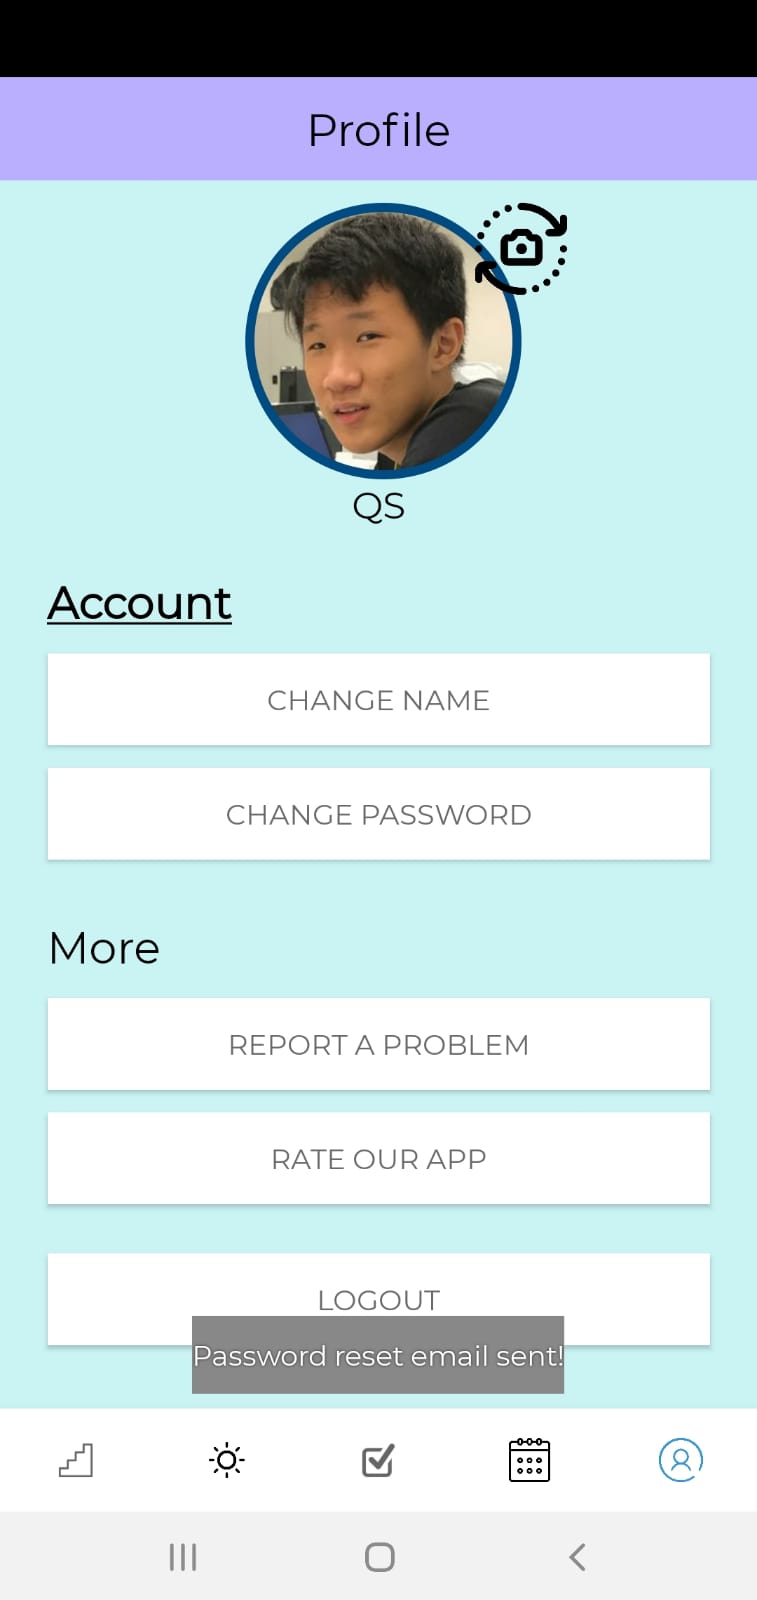 Profile
QS
Account
CHANGE NAME
CHANGE PASSWORD
More
REPORT A PROBLEM
RATE OUR APP
LOGOUT
Password reset email sent!